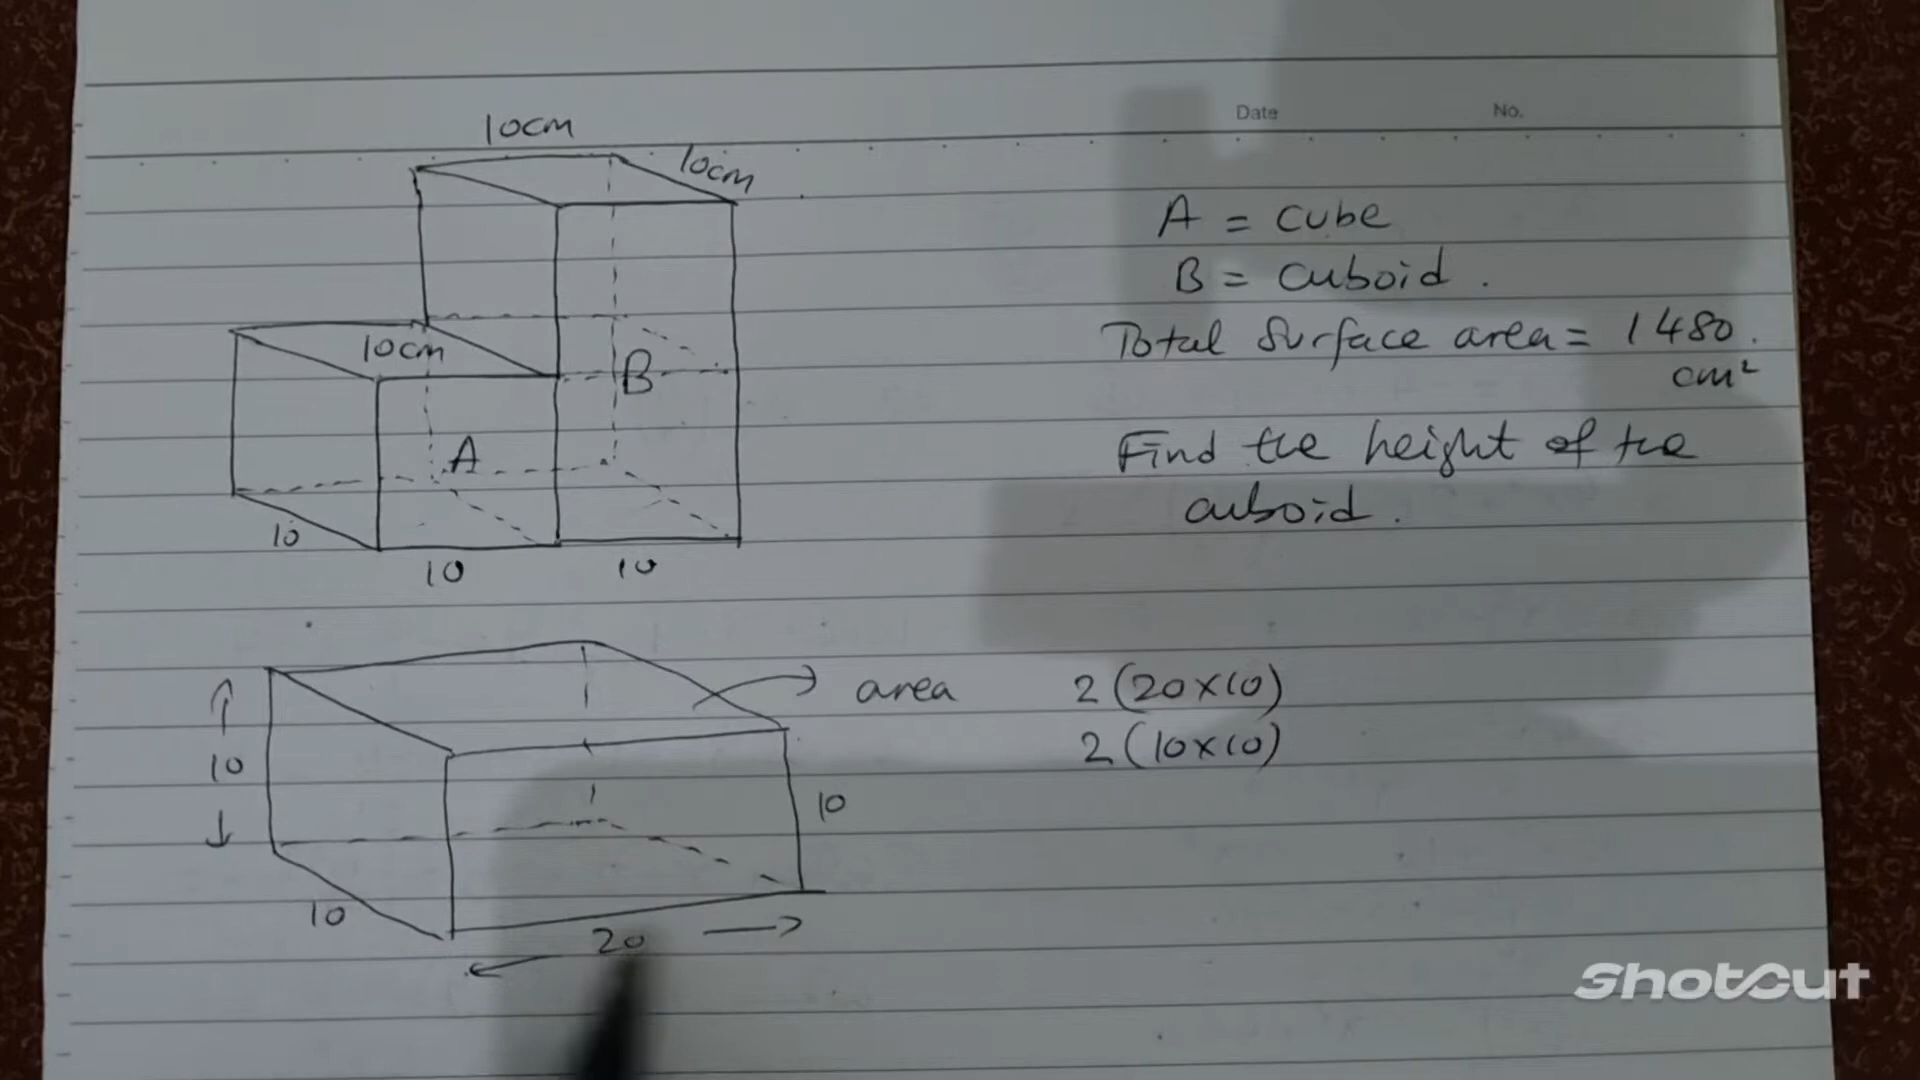 Date No.
10cm
10cm
10cm
B
A
10
10
10
A = cube
B = cuboid.
Total Surface area = 1480.
cm²
Find the height of the
cuboid.
area 2(20×10)
2(10×10)
10
10
10
20
Shotcut